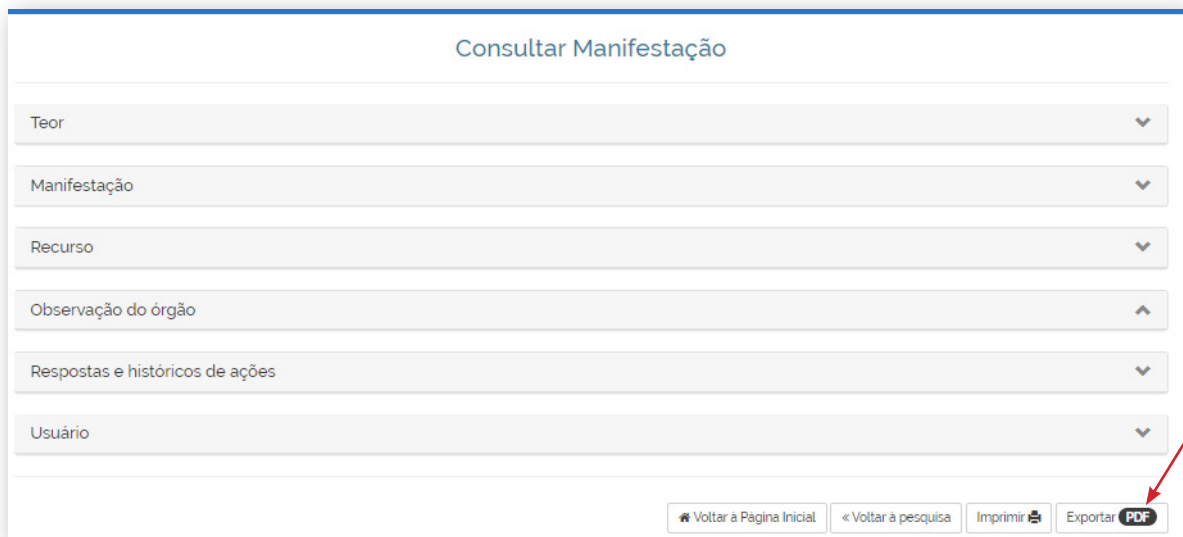 Consultar Manifestação
Teor
Manifestação
Recurso
Observação do órgão
Respostas e históricos de ações
Usuário
Voltar à Página Inicial « Voltar à pesquisa Imprimir Exportar PDF